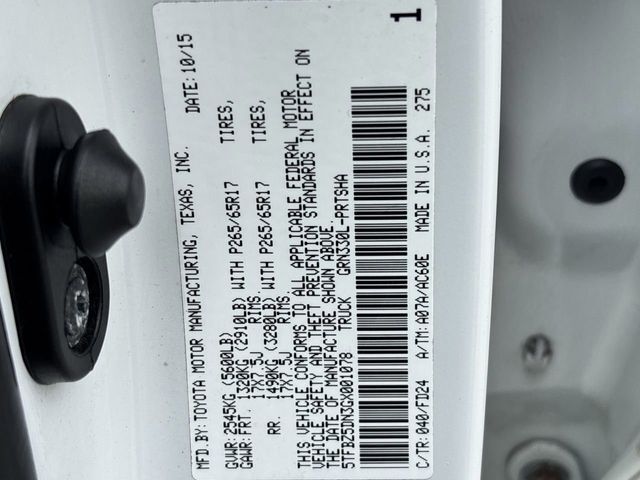 MFD.BY: TOYOTA MOTOR MANUFACTURING, TEXAS, INC. DATE: 10/15
GVWR: 2545KG (5600LB)
GAWR: FRT. 1320KG (2910LB) WITH P265/65R17 TIRES,
17X7.5J RIMS
RR. 1490KG (3280LB) WITH P265/65R17 TIRES,
17X7.5J RIMS
THIS VEHICLE CONFORMS TO ALL APPLICABLE FEDERAL MOTOR
VEHICLE SAFETY AND THEFT PREVENTION STANDARDS IN EFFECT ON
THE DATE OF MANUFACTURE SHOWN ABOVE.
5TFBZ5DN3GX001078 TRUCK GRN330L-PRTSHA
C/TR: 040/FD24 A/TM: A07A/AC60E MADE IN U.S.A. 275
1